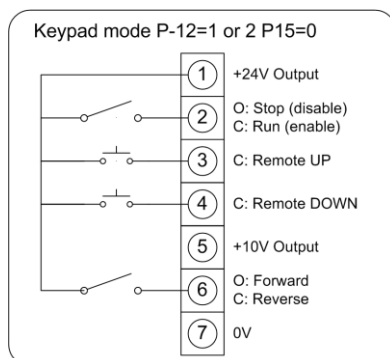 Keypad mode P-12=1 or 2 P15=0
1 +24V Output
2 O: Stop (disable)
C: Run (enable)
3 C: Remote UP
4 C: Remote DOWN
5 +10V Output
6 O: Forward
C: Reverse
7 0V